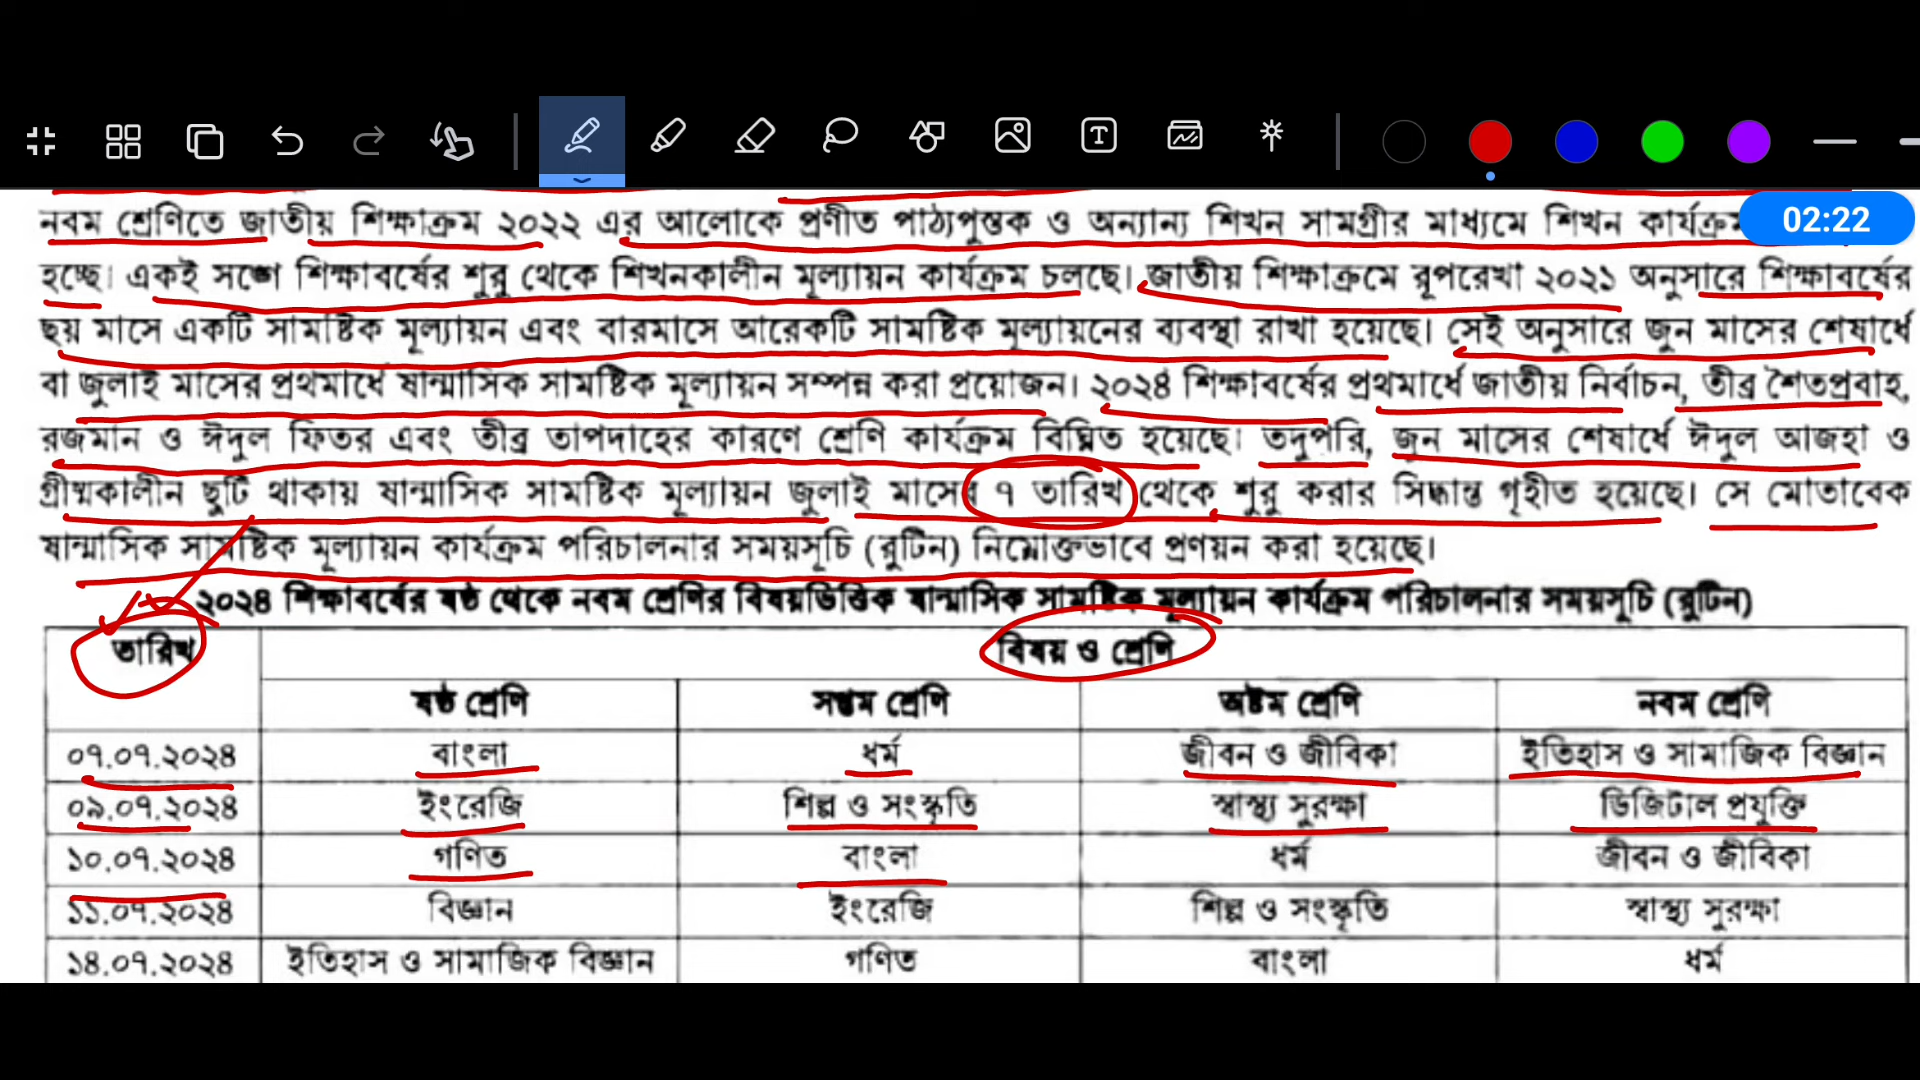 02:22
নবম শ্রেণিতে জাতীয় শিক্ষাক্রম ২০২২ এর আলোকে প্রণীত পাঠ্যপুস্তক ও অন্যান্য শিখন সামগ্রীর মাধ্যমে শিখন কার্যক্রম
হচ্ছে। একই সঙ্গে শিক্ষাবর্ষের শুরু থেকে শিখনকালীন মূল্যায়ন কার্যক্রম চলছে। জাতীয় শিক্ষাক্রমে রূপরেখা ২০২১ অনুসারে শিক্ষাবর্ষের
ছয় মাসে একটি সামষ্টিক মূল্যায়ন এবং বারমাসে আরেকটি সামষ্টিক মূল্যায়নের ব্যবস্থা রাখা হয়েছে। সেই অনুসারে জুন মাসের শেষার্ধে
বা জুলাই মাসের প্রথমার্ধে ষান্মাসিক সামষ্টিক মূল্যায়ন সম্পন্ন করা প্রয়োজন। ২০২৪ শিক্ষাবর্ষের প্রথমার্ধে জাতীয় নির্বাচন, তীব্র শৈতপ্রবাহ,
রজমান ও ঈদুল ফিতর এবং তীব্র তাপদাহের কারণে শ্রেণি কার্যক্রম বিঘ্নিত হয়েছে। তদুপরি, জুন মাসের শেষার্ধে ঈদুল আজহা ও
গ্রীষ্মকালীন ছুটি থাকায় ষান্মাসিক সামষ্টিক মূল্যায়ন জুলাই মাসের ৭ তারিখ থেকে শুরু করার সিদ্ধান্ত গৃহীত হয়েছে। সে মোতাবেক
ষান্মাসিক সামষ্টিক মূল্যায়ন কার্যক্রম পরিচালনার সময়সূচি (রুটিন) নিম্নোক্তভাবে প্রণয়ন করা হয়েছে।
২০২৪ শিক্ষাবর্ষের ষষ্ঠ থেকে নবম শ্রেণির বিষয়ভিত্তিক ষান্মাসিক সামষ্টিক মূল্যায়ন কার্যক্রম পরিচালনার সময়সূচি (রুটিন)
তারিখ বিষয় ও শ্রেণি
ষষ্ঠ শ্রেণি সপ্তম শ্রেণি অষ্টম শ্রেণি নবম শ্রেণি
০৭.০৭.২০২৪ বাংলা ধর্ম জীবন ও জীবিকা ইতিহাস ও সামাজিক বিজ্ঞান
০৯.০৭.২০২৪ ইংরেজি শিল্প ও সংস্কৃতি স্বাস্থ্য সুরক্ষা ডিজিটাল প্রযুক্তি
১০.০৭.২০২৪ গণিত বাংলা ধর্ম জীবন ও জীবিকা
১১.০৭.২০২৪ বিজ্ঞান ইংরেজি শিল্প ও সংস্কৃতি স্বাস্থ্য সুরক্ষা
১৪.০৭.২০২৪ ইতিহাস ও সামাজিক বিজ্ঞান গণিত বাংলা ধর্ম